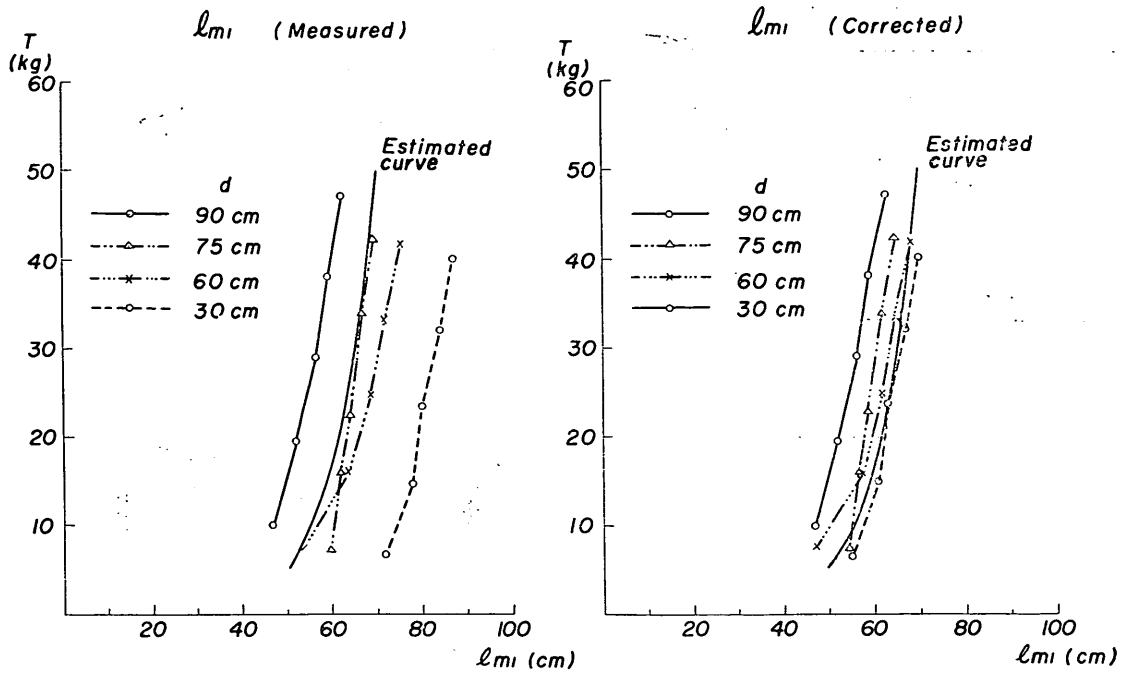 ℓm1 (Measured)
T
(kg)
60
50
40
30
20
10
Estimated
curve
d
90 cm
75 cm
60 cm
30 cm
20 40 60 80 100
ℓm1 (cm)
ℓm1 (Corrected)
T
(kg)
60
50
40
30
20
10
Estimated
curve
d
90 cm
75 cm
60 cm
30 cm
20 40 60 80 100
ℓm1 (cm)